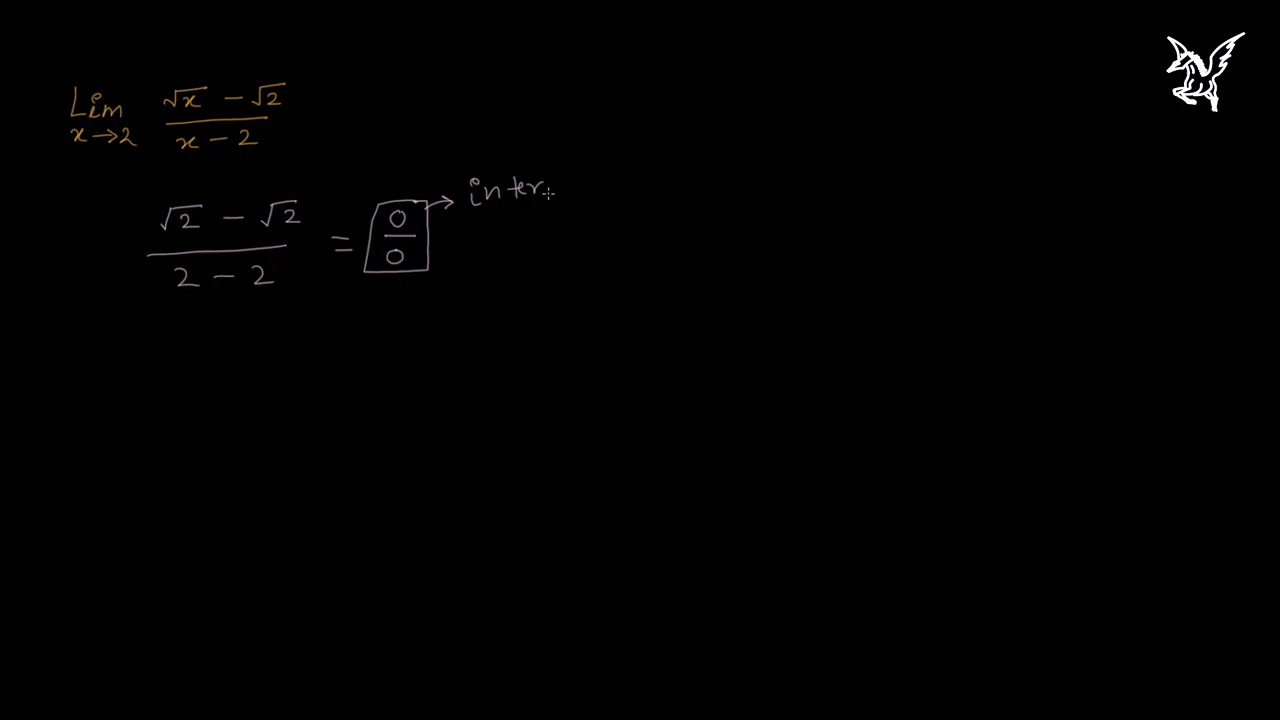 Lim x→2 √x − √2 / x − 2
√2 − √2 / 2 − 2 = 0/0 → inter